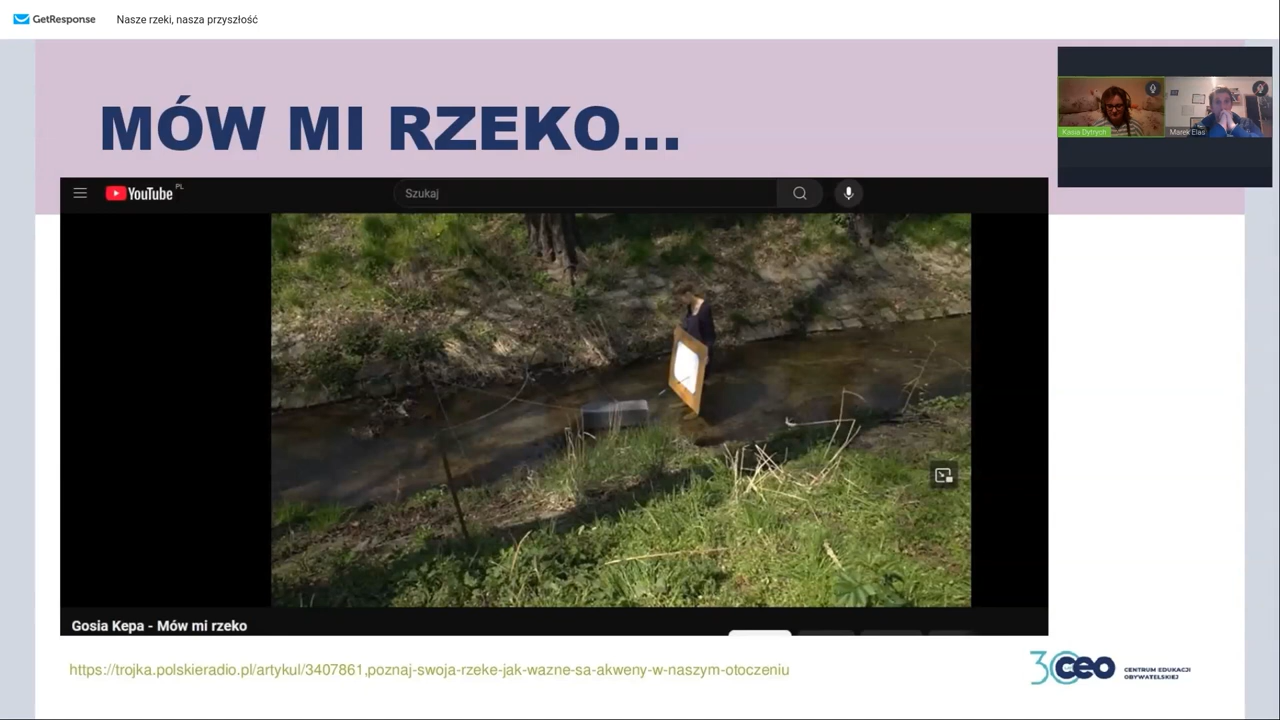 GetResponse
Nasze rzeki, nasza przyszłość
MÓW MI RZEKO...
Kasia Dytrych
Marek Elas
YouTube PL
Szukaj
Gosia Kepa - Mów mi rzeko
https://trojka.polskieradio.pl/artykul/3407861,poznaj-swoja-rzeke-jak-wazne-sa-akweny-w-naszym-otoczeniu
30 ceo
CENTRUM EDUKACJI
OBYWATELSKIEJ